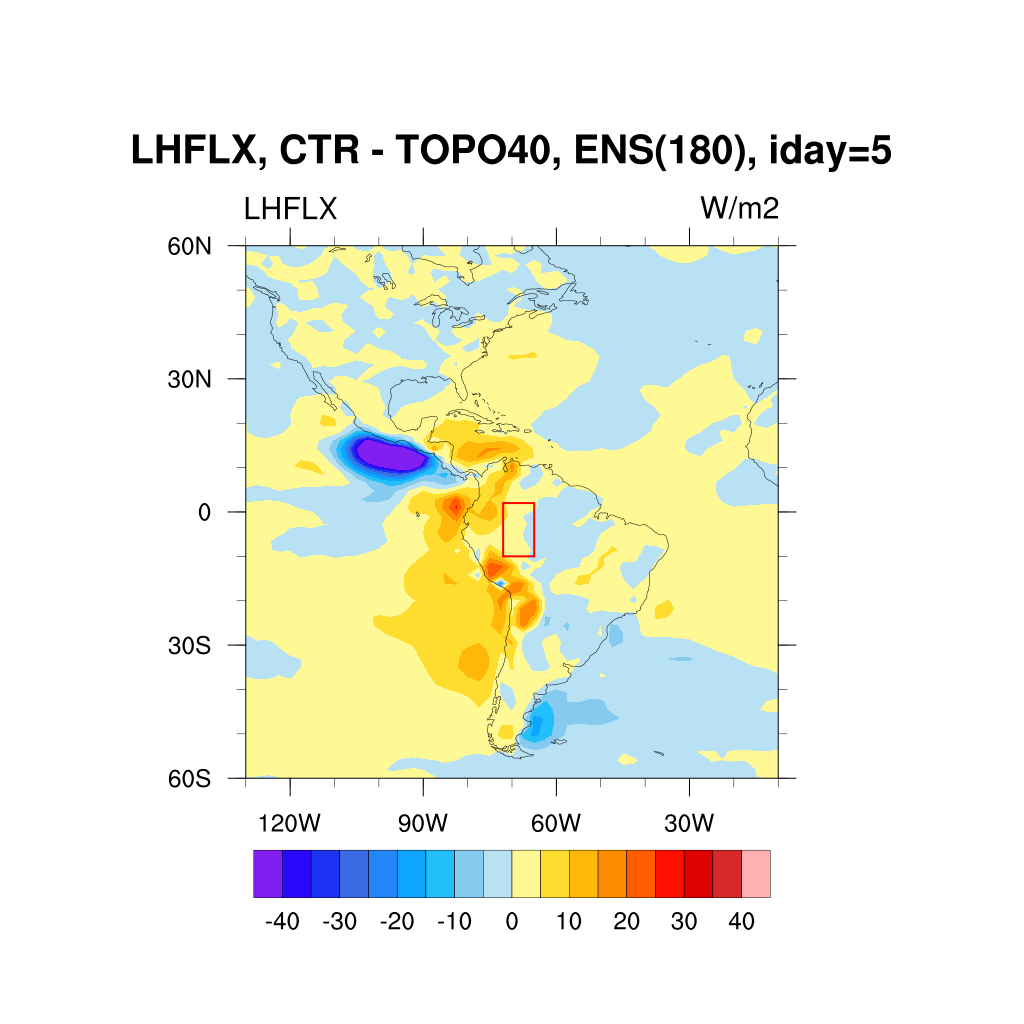 LHFLX, CTR - TOPO40, ENS(180), iday=5
LHFLX W/m2
60N
30N
0
30S
60S
120W 90W 60W 30W
-40 -30 -20 -10 0 10 20 30 40